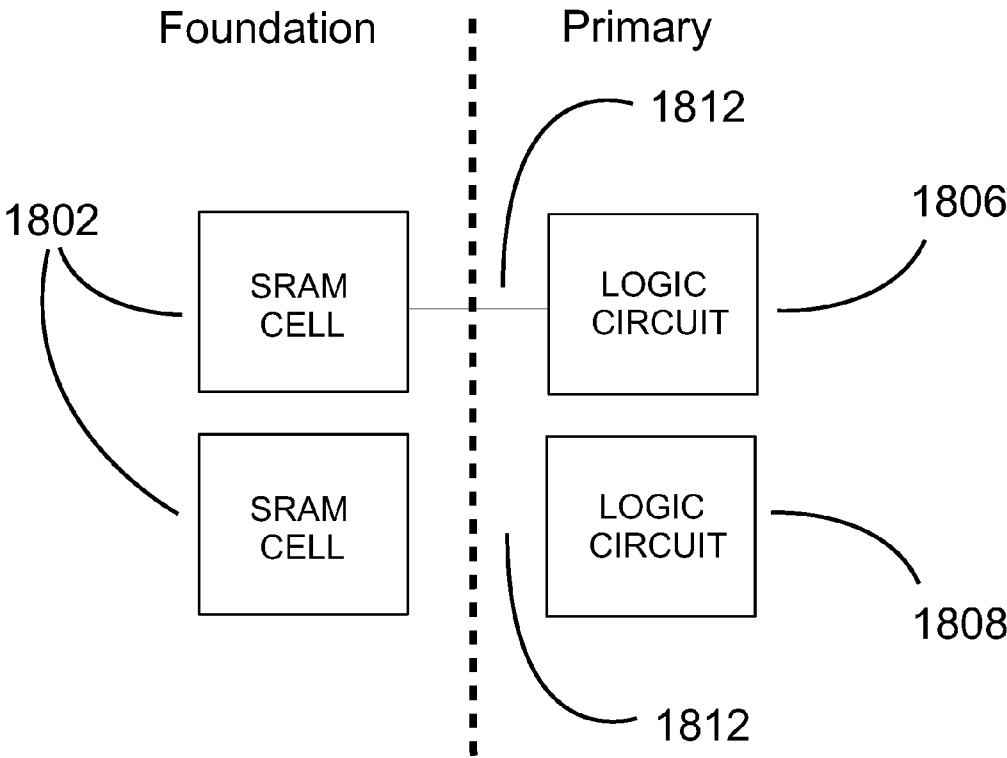 Foundation
Primary
1812
1802
1806
SRAM
CELL
LOGIC
CIRCUIT
SRAM
CELL
LOGIC
CIRCUIT
1808
1812